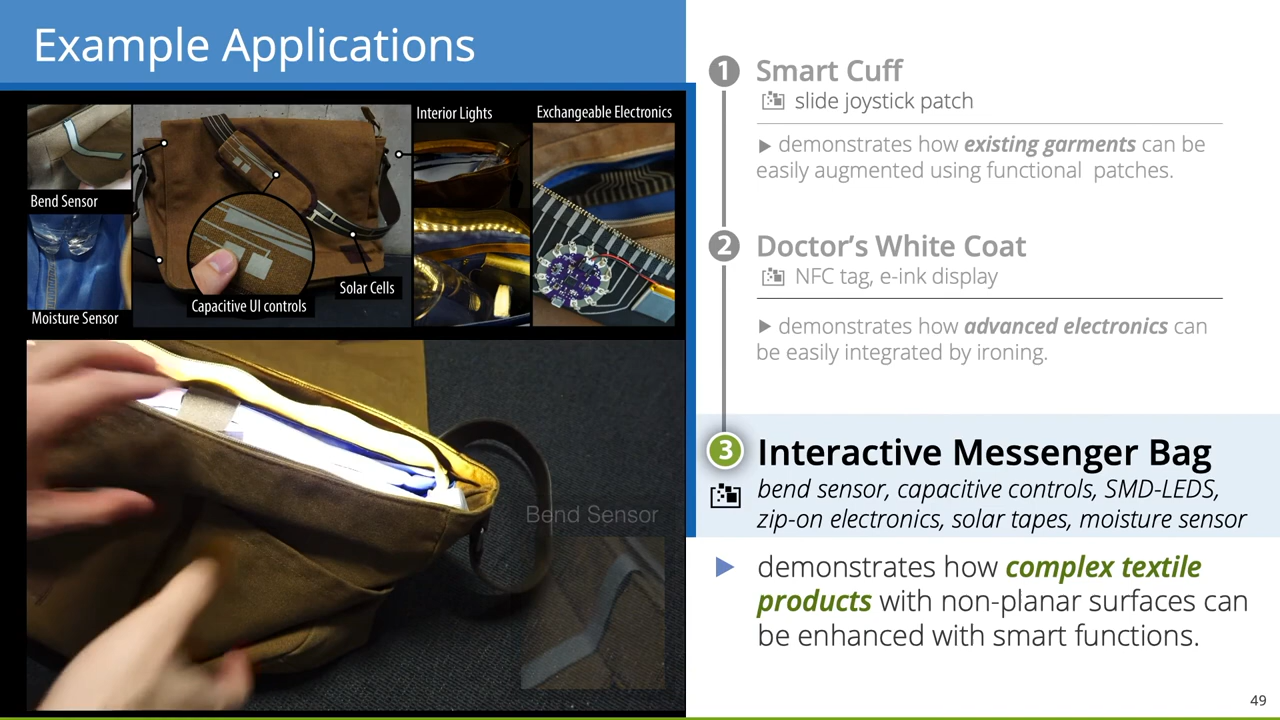 Example Applications
Interior Lights
Exchangeable Electronics
Bend Sensor
Moisture Sensor
Capacitive UI controls
Solar Cells
Bend Sensor
1 Smart Cuff
slide joystick patch
▶ demonstrates how existing garments can be
easily augmented using functional patches.
2 Doctor’s White Coat
NFC tag, e-ink display
▶ demonstrates how advanced electronics can
be easily integrated by ironing.
3 Interactive Messenger Bag
bend sensor, capacitive controls, SMD-LEDS,
zip-on electronics, solar tapes, moisture sensor
▶ demonstrates how complex textile
products with non-planar surfaces can
be enhanced with smart functions.
49